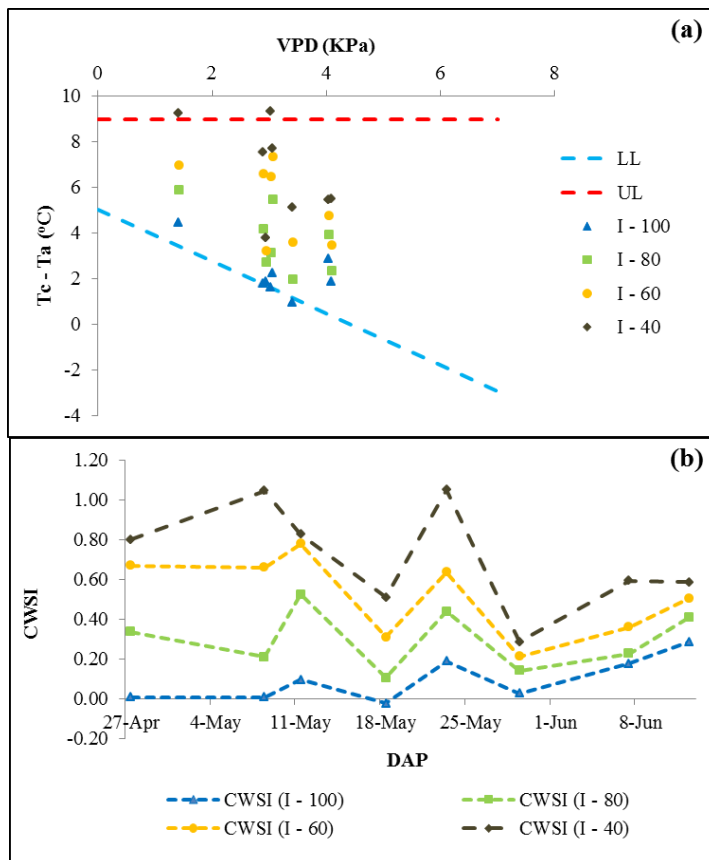 (a)
VPD (KPa)
0 2 4 6 8
10
8
6
4
2
0
-2
-4
Tc - Ta (ºC)
LL
UL
I - 100
I - 80
I - 60
I - 40
(b)
1.20
1.00
0.80
0.60
0.40
0.20
0.00
-0.20
CWSI
27-Apr 4-May 11-May 18-May 25-May 1-Jun 8-Jun
DAP
CWSI (I - 100) CWSI (I - 80)
CWSI (I - 60) CWSI (I - 40)